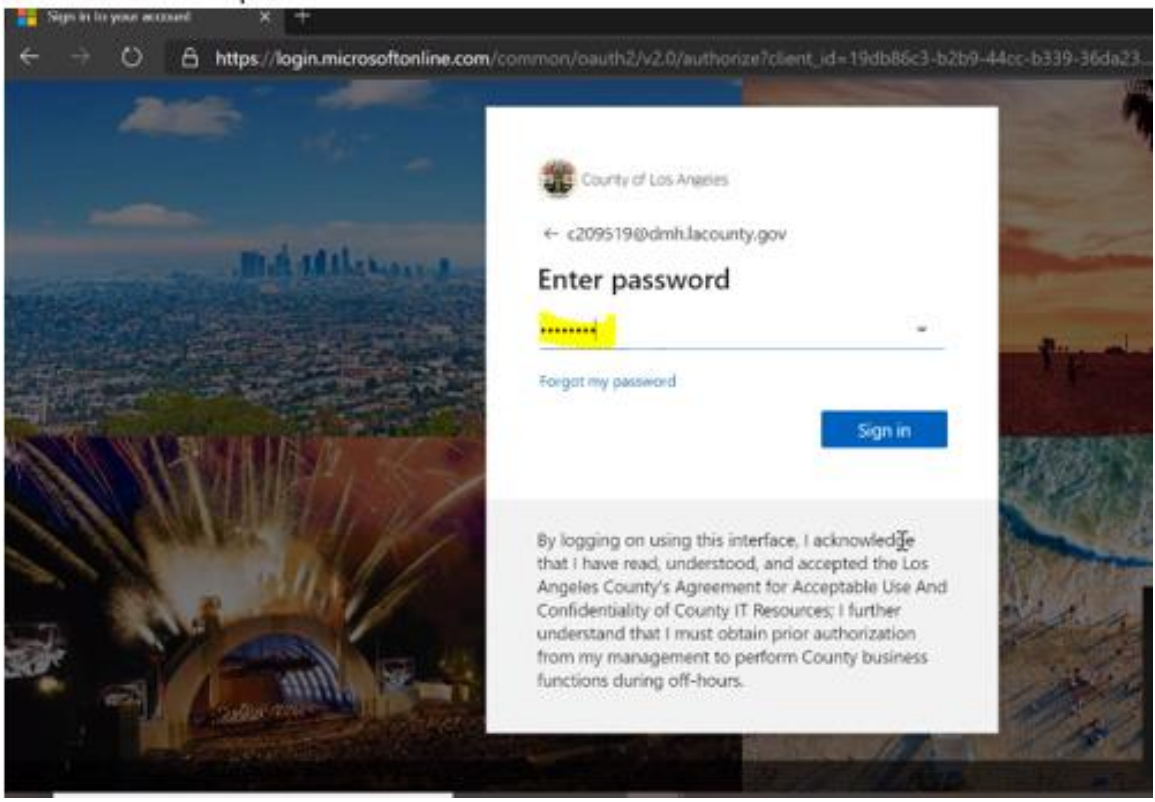 Sign in to your account
https://login.microsoftonline.com/common/oauth2/v2.0/authorize?client_id=19db86c3-b2b9-44cc-b339-36da23...
County of Los Angeles
← c209519@dmh.lacounty.gov
Enter password
••••••••
Forgot my password
Sign in
By logging on using this interface, I acknowledge
that I have read, understood, and accepted the Los
Angeles County's Agreement for Acceptable Use And
Confidentiality of County IT Resources; I further
understand that I must obtain prior authorization
from my management to perform County business
functions during off-hours.